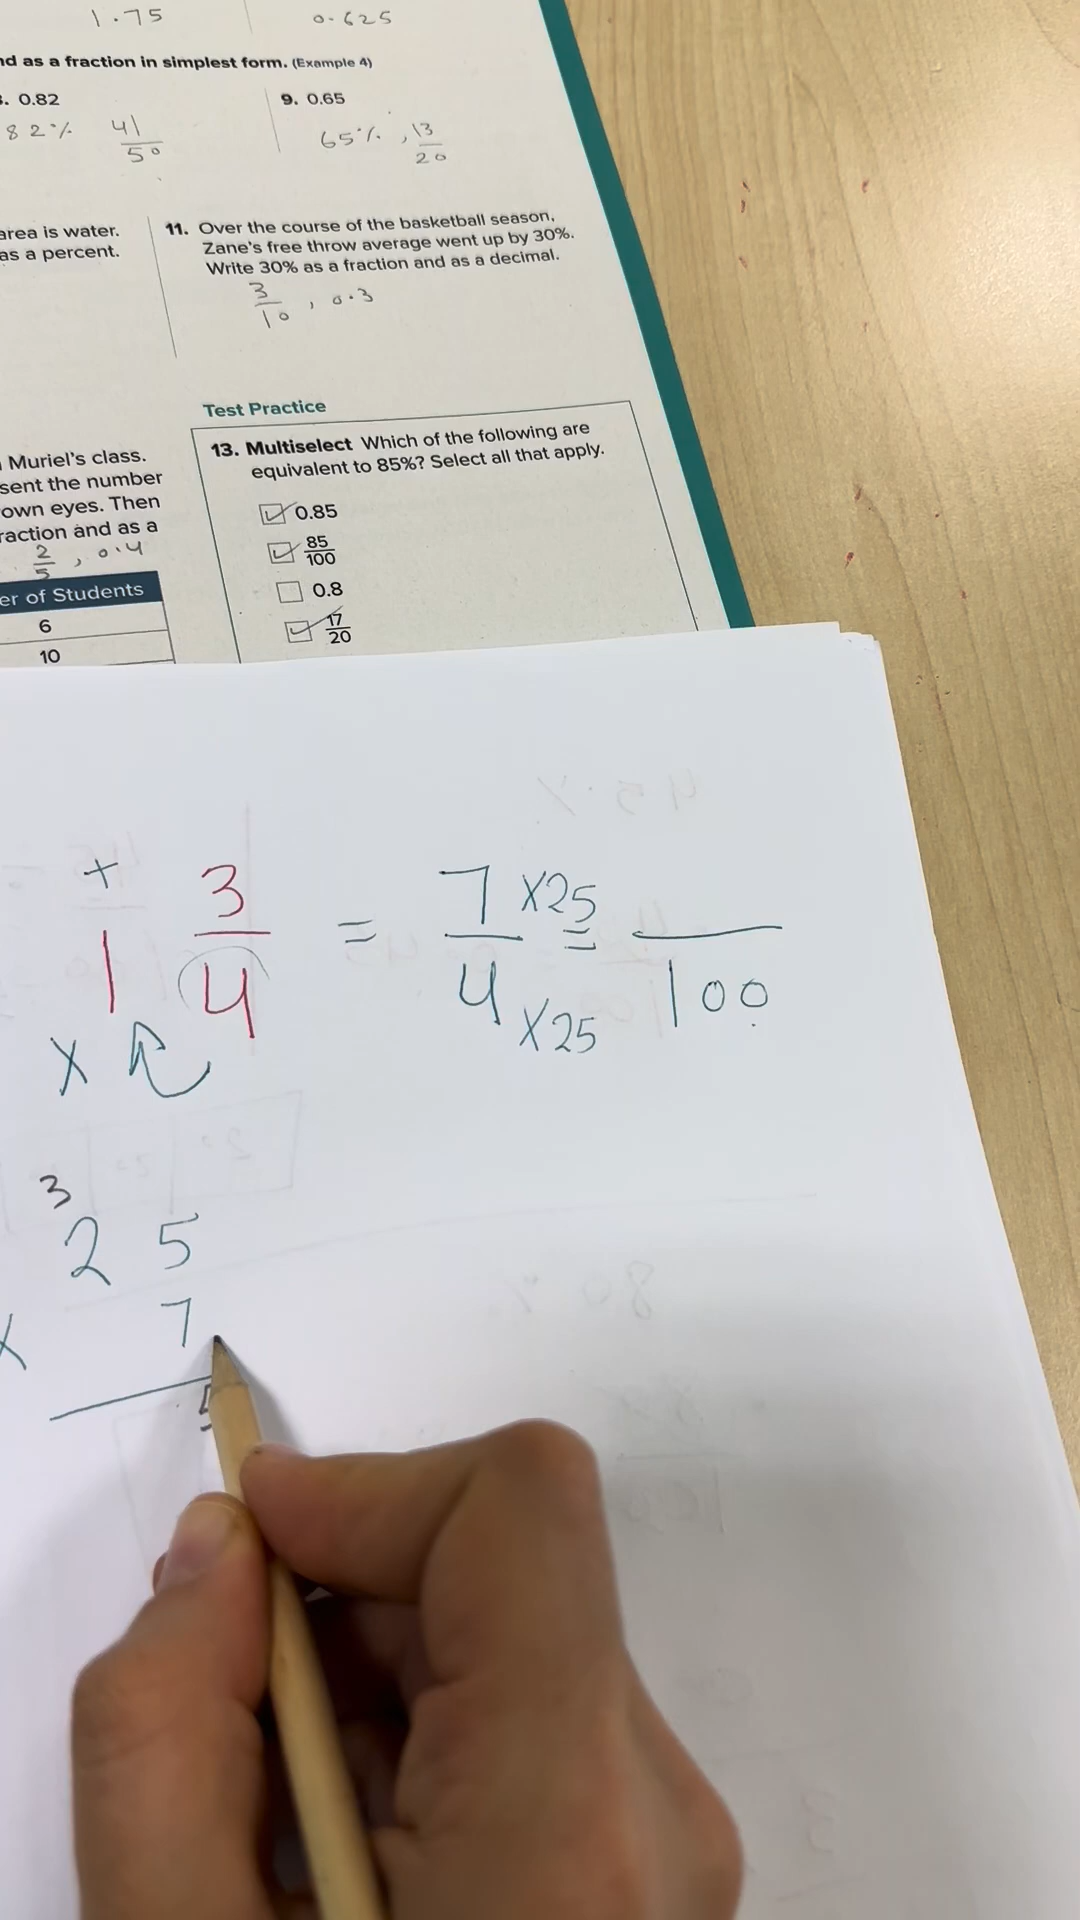 1.75 0.625
nd as a fraction in simplest form. (Example 4)
. 0.82 9. 0.65
82% 41/50 65% , 13/20
area is water.
as a percent.
11. Over the course of the basketball season,
Zane's free throw average went up by 30%.
Write 30% as a fraction and as a decimal.
3/10 , 0.3
Muriel's class.
sent the number
own eyes. Then
raction and as a
2/5 , 0.4
er of Students
6
10
Test Practice
13. Multiselect Which of the following are
equivalent to 85%? Select all that apply.
0.85
85/100
0.8
17/20
+
1 3/4 = 7/4 ×25 ×25 = /100
×
3
25
× 7
5